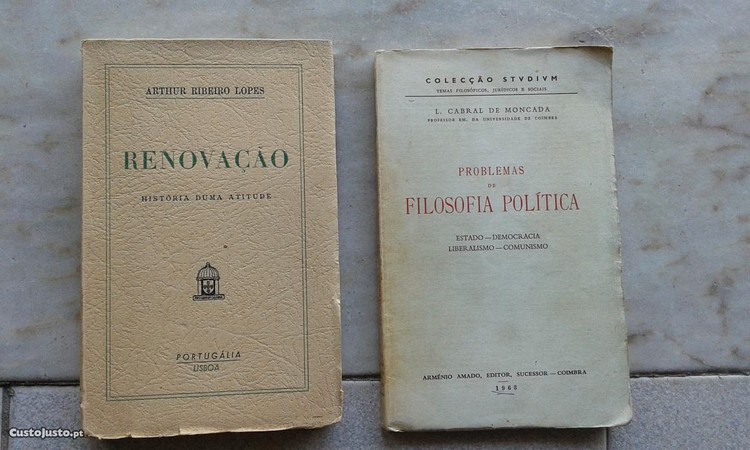 ARTHUR RIBEIRO LOPES
RENOVAÇÃO
HISTÓRIA DUMA ATITUDE
PORTUGÁLIA
LISBOA
COLECÇÃO STVDIVM
TEMAS FILOSÓFICOS, JURÍDICOS E SOCIAIS
L. CABRAL DE MONCADA
PROFESSOR EM. DA UNIVERSIDADE DE COIMBRA
PROBLEMAS
DE
FILOSOFIA POLÍTICA
ESTADO — DEMOCRACIA
LIBERALISMO — COMUNISMO
ARMÉNIO AMADO, EDITOR, SUCESSOR — COIMBRA
1963
CustoJusto.pt